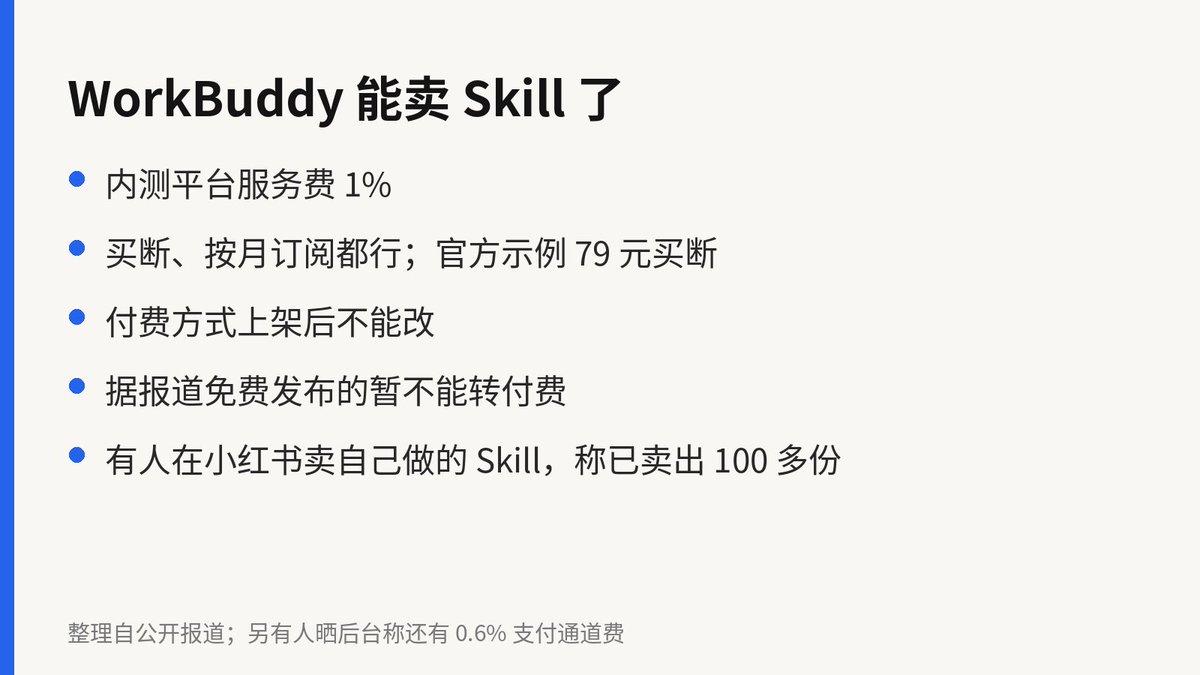 WorkBuddy 能卖 Skill 了
内测平台服务费 1%
买断、按月订阅都行；官方示例 79 元买断
付费方式上架后不能改
据报道免费发布的暂不能转付费
有人在小红书卖自己做的 Skill，称已卖出 100 多份
整理自公开报道；另有人晒后台称还有 0.6% 支付通道费